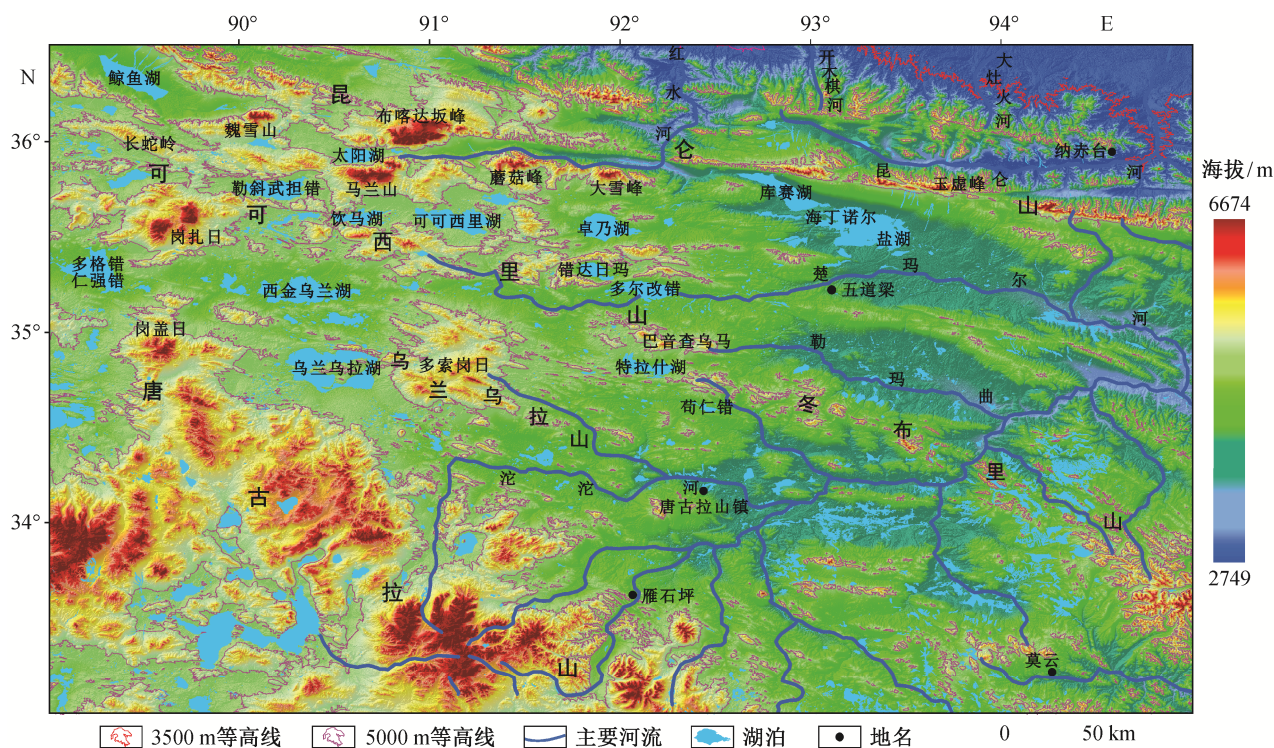 90° 91° 92° 93° 94° E
N
36°
35°
34°
鲸鱼湖
昆
红
水
河
开
木
棋
河
大
灶
火
河
魏雪山
布喀达坂峰
长蛇岭
太阳湖
仑
纳赤台
可
勒斜武担错
马兰山
蘑菇峰
大雪峰
库赛湖
昆
玉虚峰
仑
河
山
可
饮马湖
可可西里湖
卓乃湖
海丁诺尔
盐湖
岗扎日
西
多格错
仁强错
里
错达日玛
楚
玛
尔
河
西金乌兰湖
多尔改错
五道梁
山
岗盖日
巴音查乌马
勒
乌兰乌拉湖
乌
多索岗日
特拉什湖
玛
曲
唐
兰
乌
拉
山
苟仁错
冬
布
里
山
古
沱
沱
河
唐古拉山镇
拉
雁石坪
山
莫云
海拔/m
6674
2749
3500 m等高线
5000 m等高线
主要河流
湖泊
地名
0 50 km